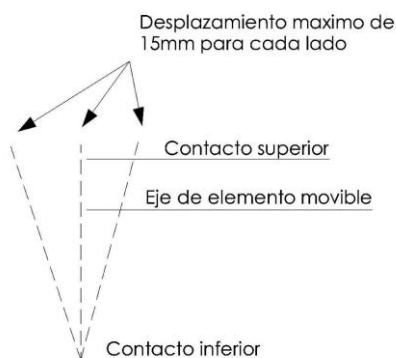 Desplazamiento maximo de
15mm para cada lado
Contacto superior
Eje de elemento movible
Contacto inferior